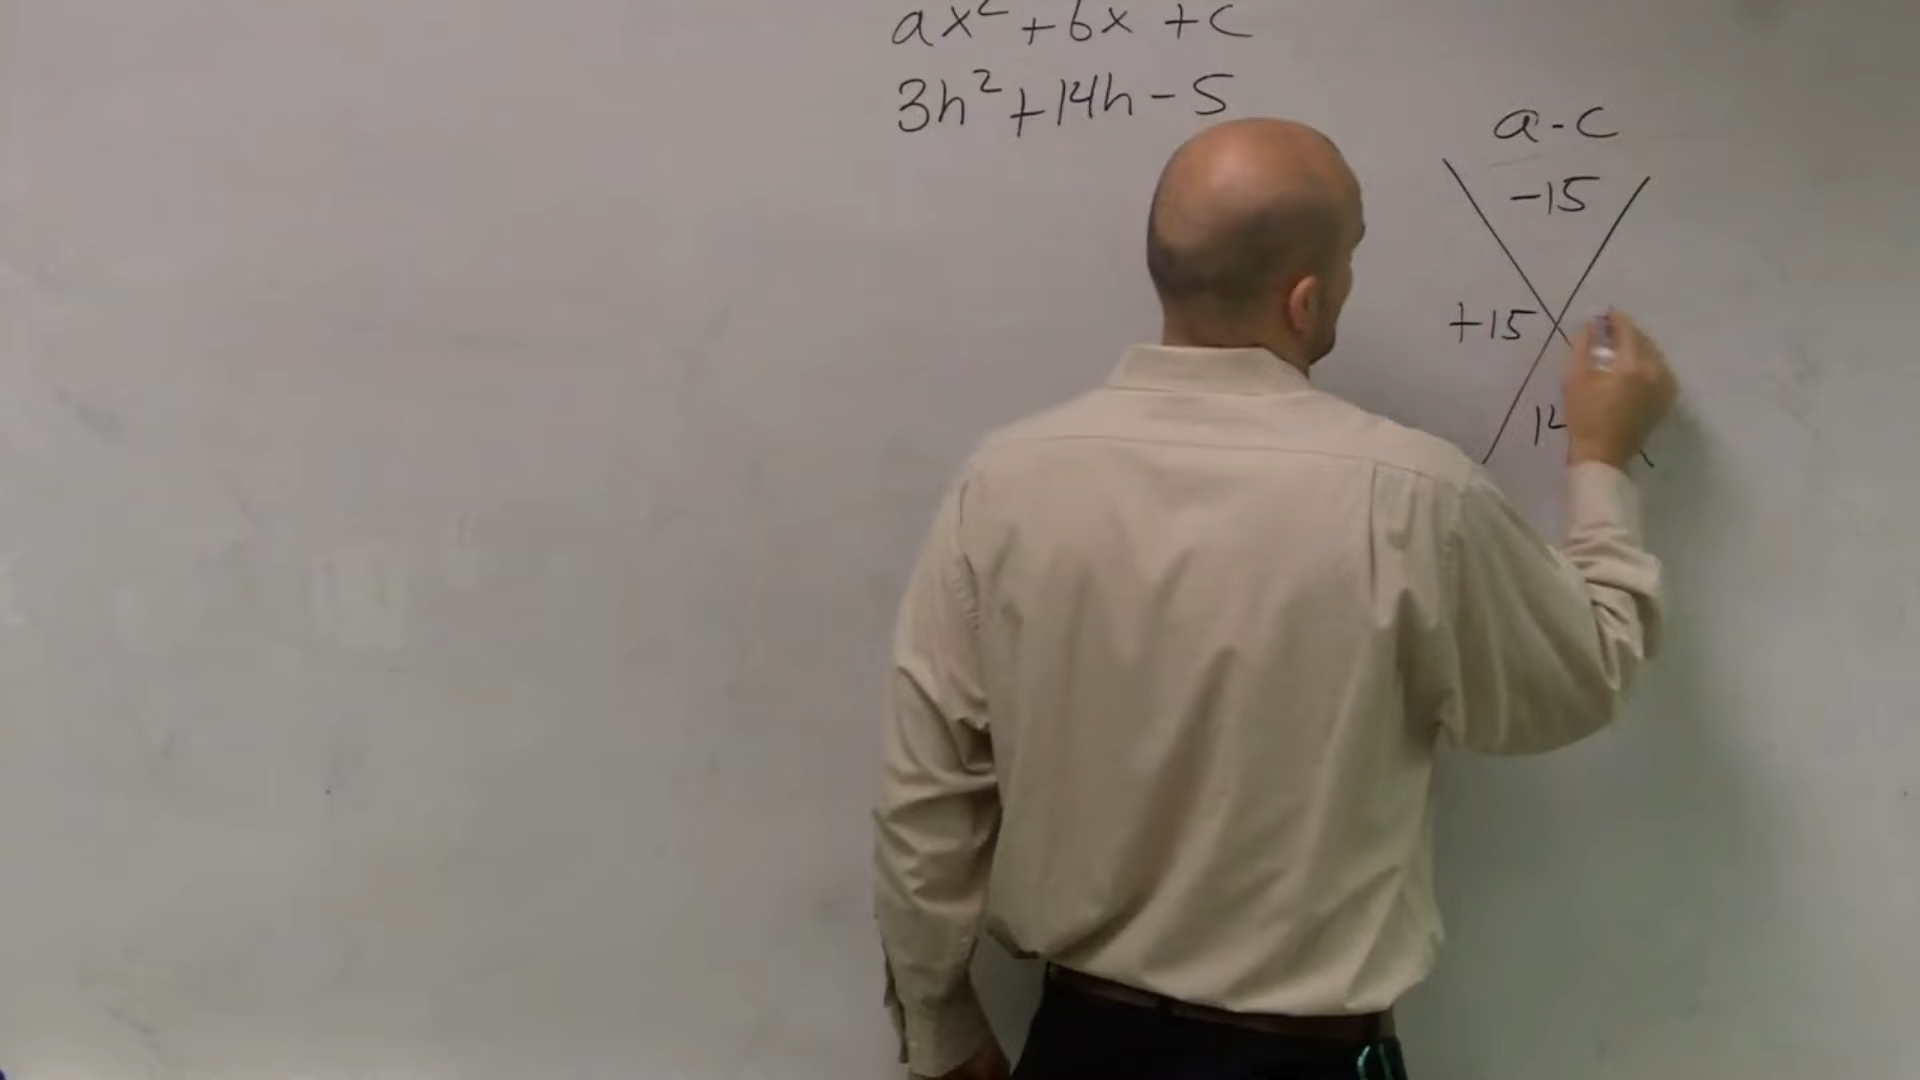 ax² + bx + c
3h² + 14h - 5
a · c
-15
+15